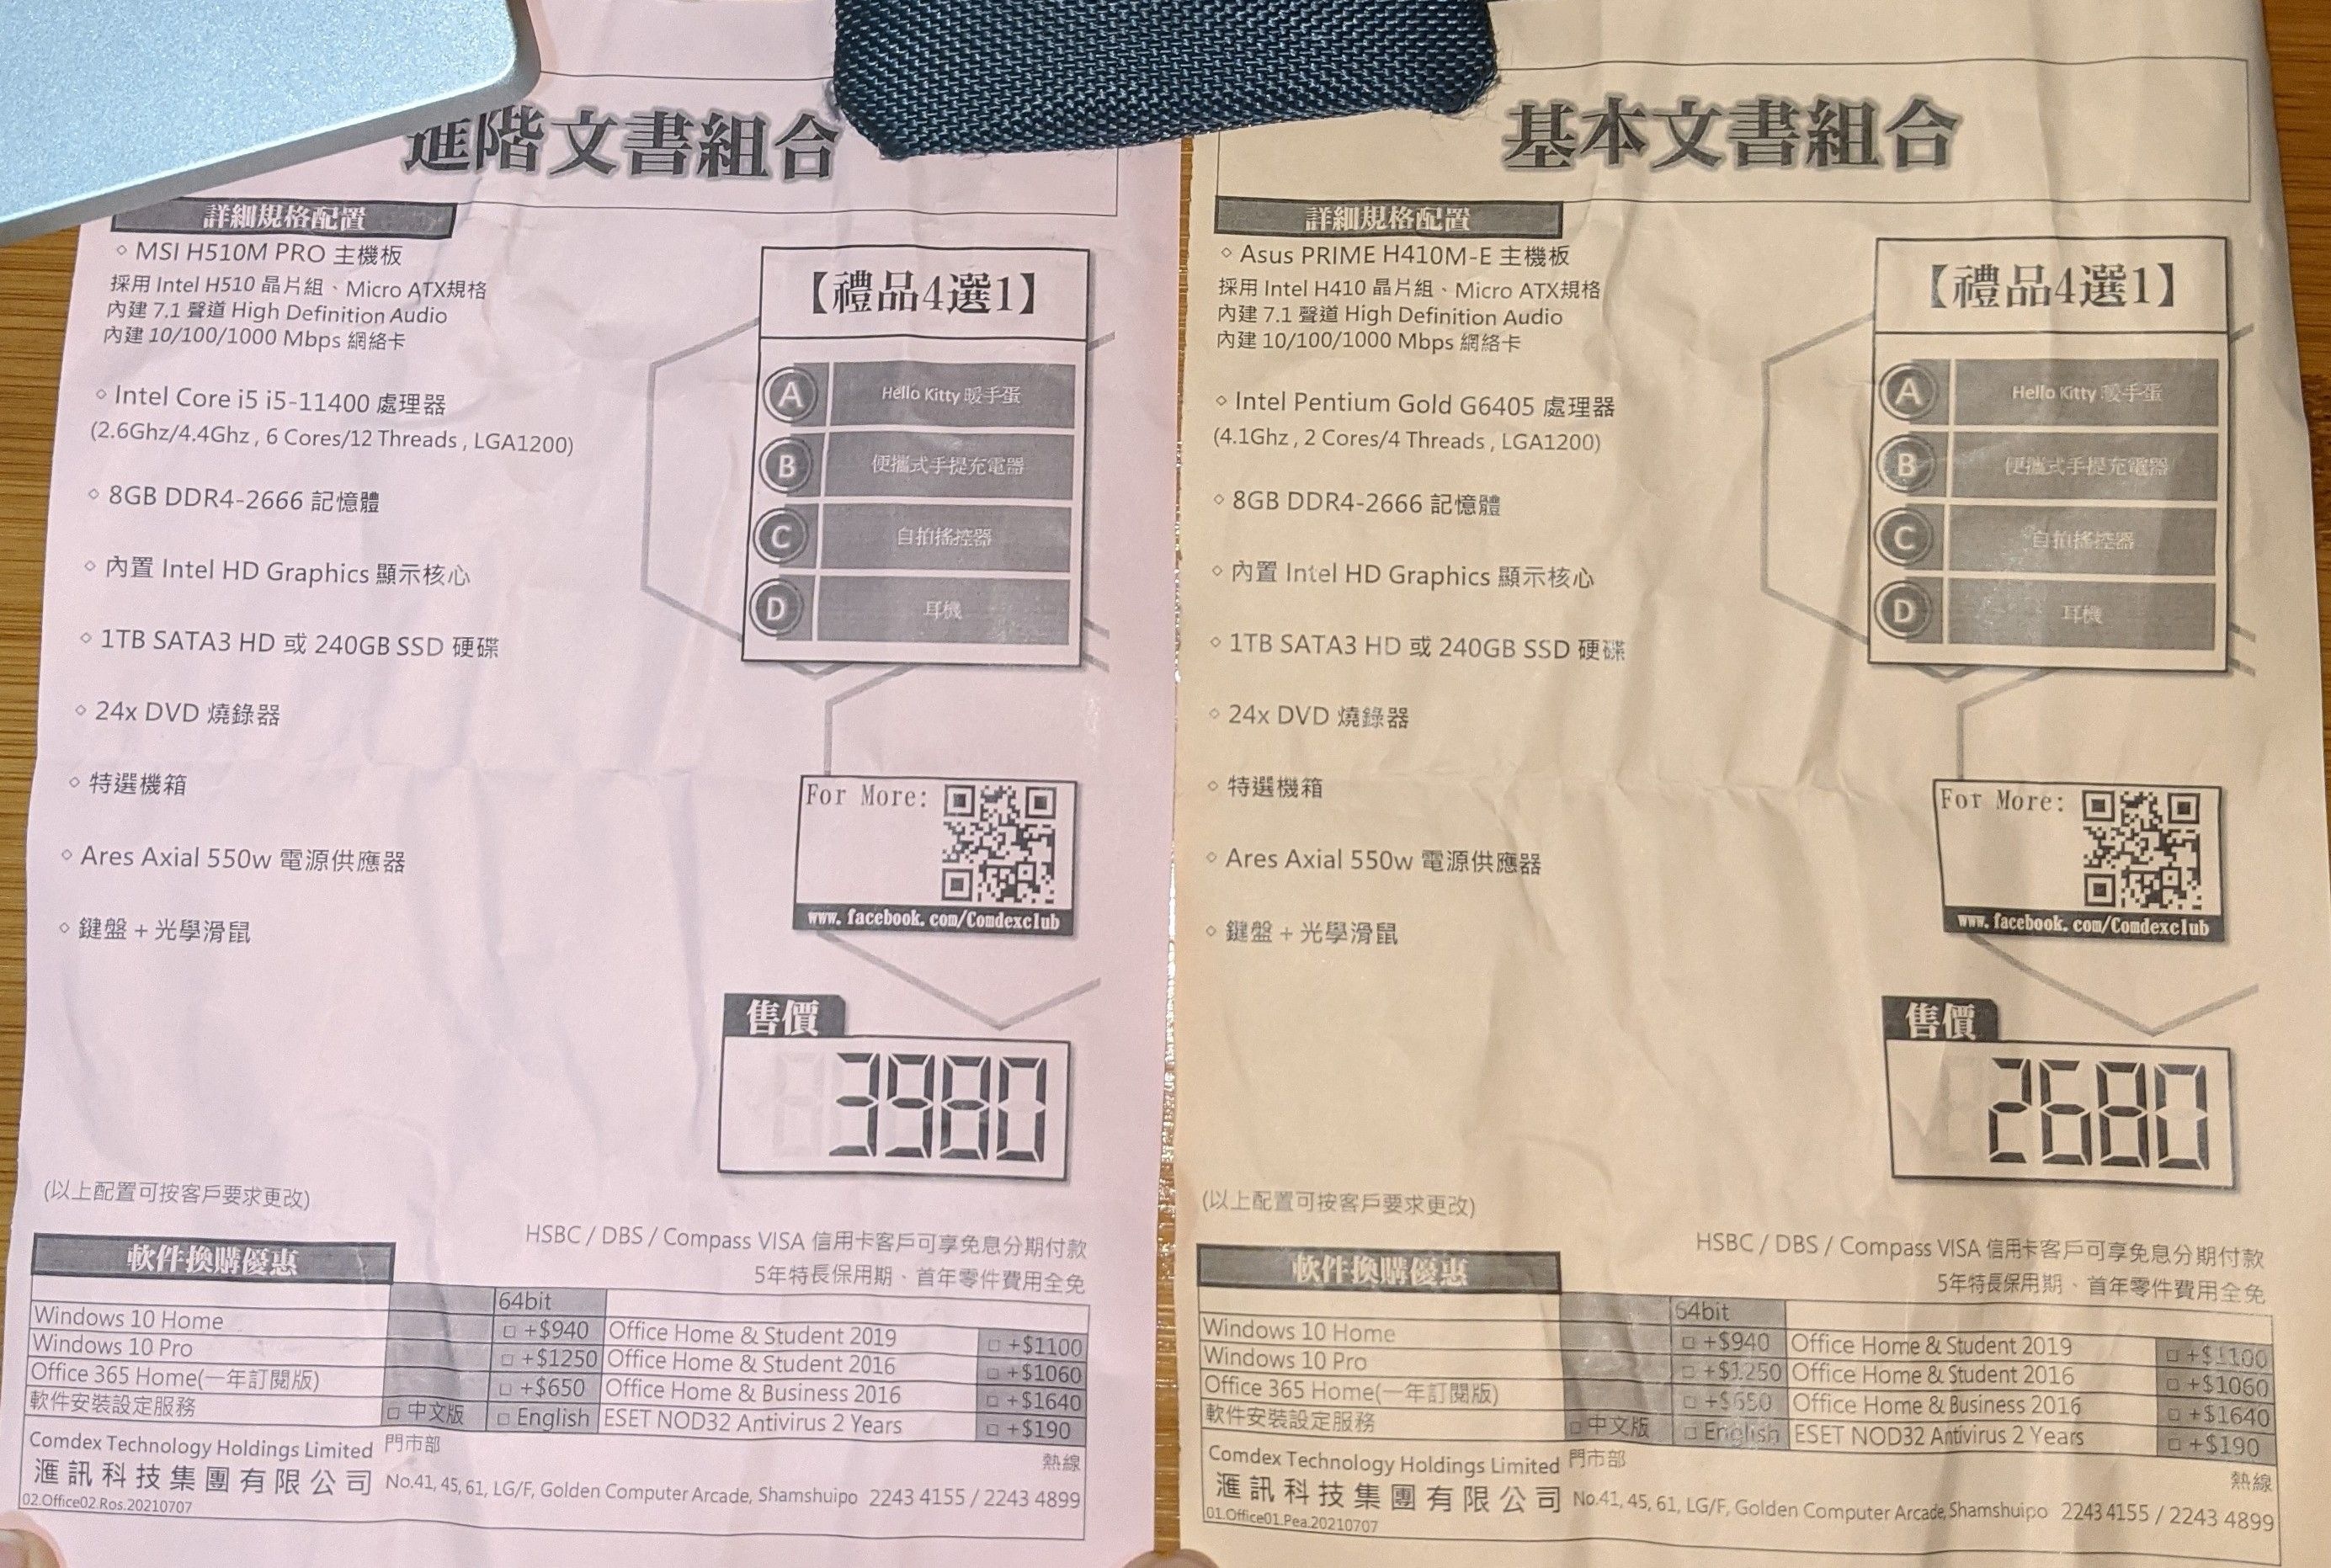 進階文書組合
詳細規格配置
◇ MSI H510M PRO 主機板
採用 Intel H510 晶片組、Micro ATX規格
內建 7.1 聲道 High Definition Audio
內建 10/100/1000 Mbps 網絡卡
◇ Intel Core i5 i5-11400 處理器
(2.6Ghz/4.4Ghz , 6 Cores/12 Threads , LGA1200)
◇ 8GB DDR4-2666 記憶體
◇ 內置 Intel HD Graphics 顯示核心
◇ 1TB SATA3 HD 或 240GB SSD 硬碟
◇ 24x DVD 燒錄器
◇ 特選機箱
◇ Ares Axial 550w 電源供應器
◇ 鍵盤 + 光學滑鼠
【禮品4選1】
A Hello Kitty 暖手蛋
B 便攜式手提充電器
C 自拍搖控器
D 耳機
For More:
www.facebook.com/Comdexclub
售價
3980
(以上配置可按客戶要求更改)
HSBC / DBS / Compass VISA 信用卡客戶可享免息分期付款
5年特長保用期、首年零件費用全免
軟件換購優惠
64bit
Windows 10 Home □ +$940 Office Home & Student 2019 □ +$1100
Windows 10 Pro □ +$1250 Office Home & Student 2016 □ +$1060
Office 365 Home(一年訂閱版) □ +$650 Office Home & Business 2016 □ +$1640
軟件安裝設定服務 □ 中文版 □ English ESET NOD32 Antivirus 2 Years □ +$190
Comdex Technology Holdings Limited 門市部 熱線
滙訊科技集團有限公司 No.41, 45, 61, LG/F, Golden Computer Arcade, Shamshuipo 2243 4155 / 2243 4899
02.Office02.Ros.20210707
基本文書組合
詳細規格配置
◇ Asus PRIME H410M-E 主機板
採用 Intel H410 晶片組、Micro ATX規格
內建 7.1 聲道 High Definition Audio
內建 10/100/1000 Mbps 網絡卡
◇ Intel Pentium Gold G6405 處理器
(4.1Ghz , 2 Cores/4 Threads , LGA1200)
◇ 8GB DDR4-2666 記憶體
◇ 內置 Intel HD Graphics 顯示核心
◇ 1TB SATA3 HD 或 240GB SSD 硬碟
◇ 24x DVD 燒錄器
◇ 特選機箱
◇ Ares Axial 550w 電源供應器
◇ 鍵盤 + 光學滑鼠
【禮品4選1】
A Hello Kitty 暖手蛋
B 便攜式手提充電器
C 自拍搖控器
D 耳機
For More:
www.facebook.com/Comdexclub
售價
2680
(以上配置可按客戶要求更改)
HSBC / DBS / Compass VISA 信用卡客戶可享免息分期付款
5年特長保用期、首年零件費用全免
軟件換購優惠
64bit
Windows 10 Home □ +$940 Office Home & Student 2019 □ +$1100
Windows 10 Pro □ +$1250 Office Home & Student 2016 □ +$1060
Office 365 Home(一年訂閱版) □ +$650 Office Home & Business 2016 □ +$1640
軟件安裝設定服務 □ 中文版 □ English ESET NOD32 Antivirus 2 Years □ +$190
Comdex Technology Holdings Limited 門市部 熱線
滙訊科技集團有限公司 No.41, 45, 61, LG/F, Golden Computer Arcade, Shamshuipo 2243 4155 / 2243 4899
01.Office01.Pea.20210707